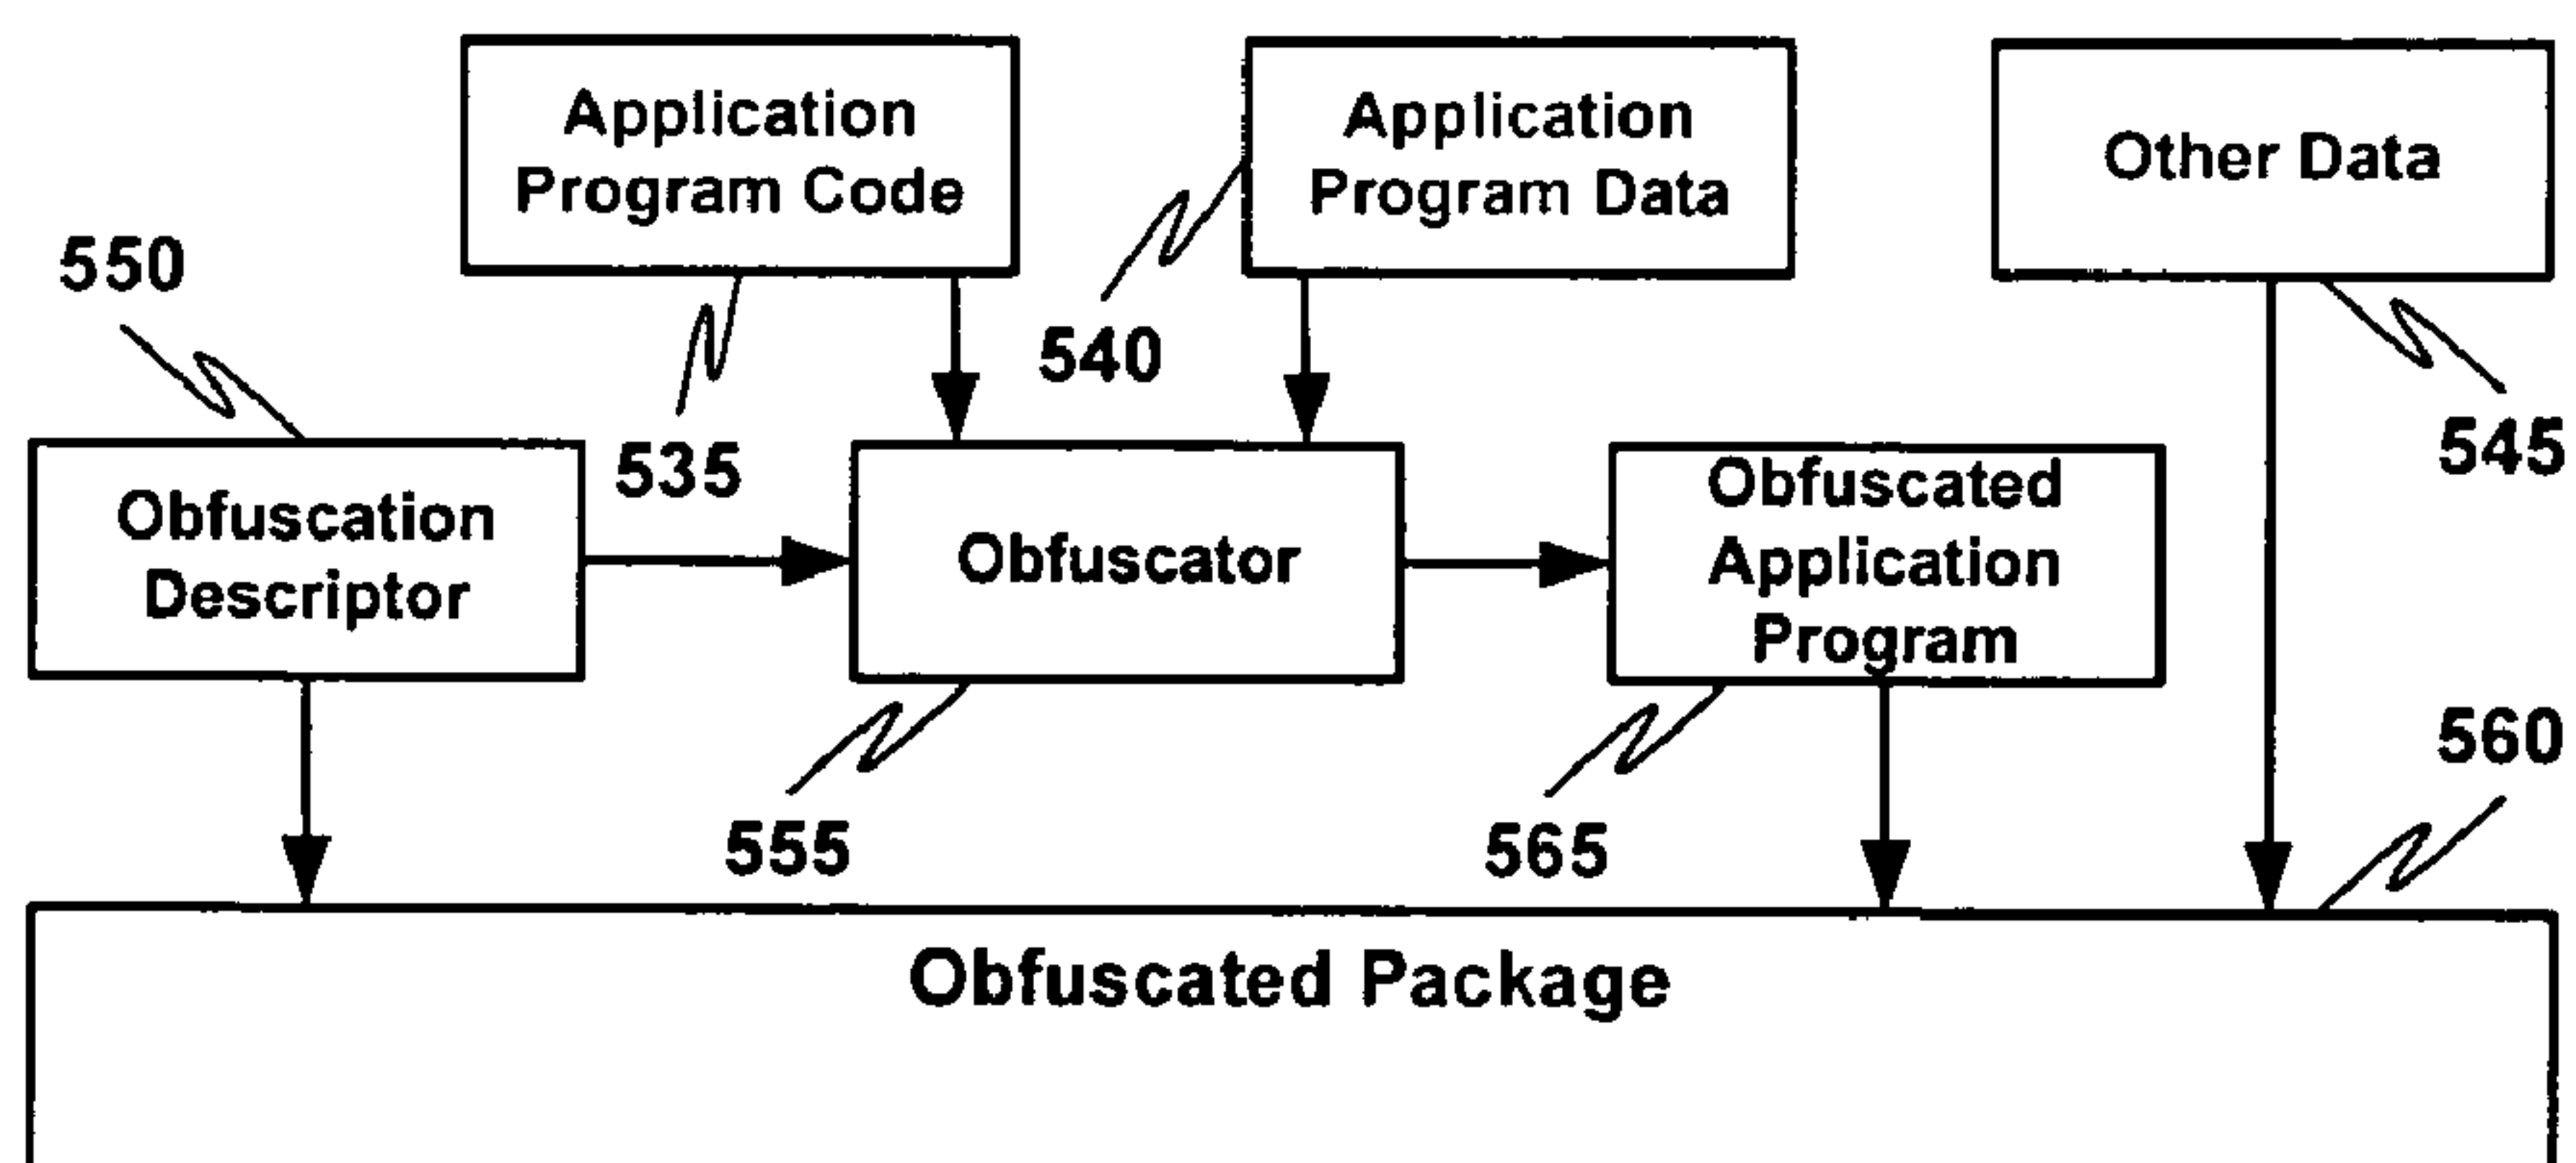 Application
Program Code
Application
Program Data
Other Data
550
540
535
545
Obfuscation
Descriptor
Obfuscator
Obfuscated
Application
Program
555
565
560
Obfuscated Package